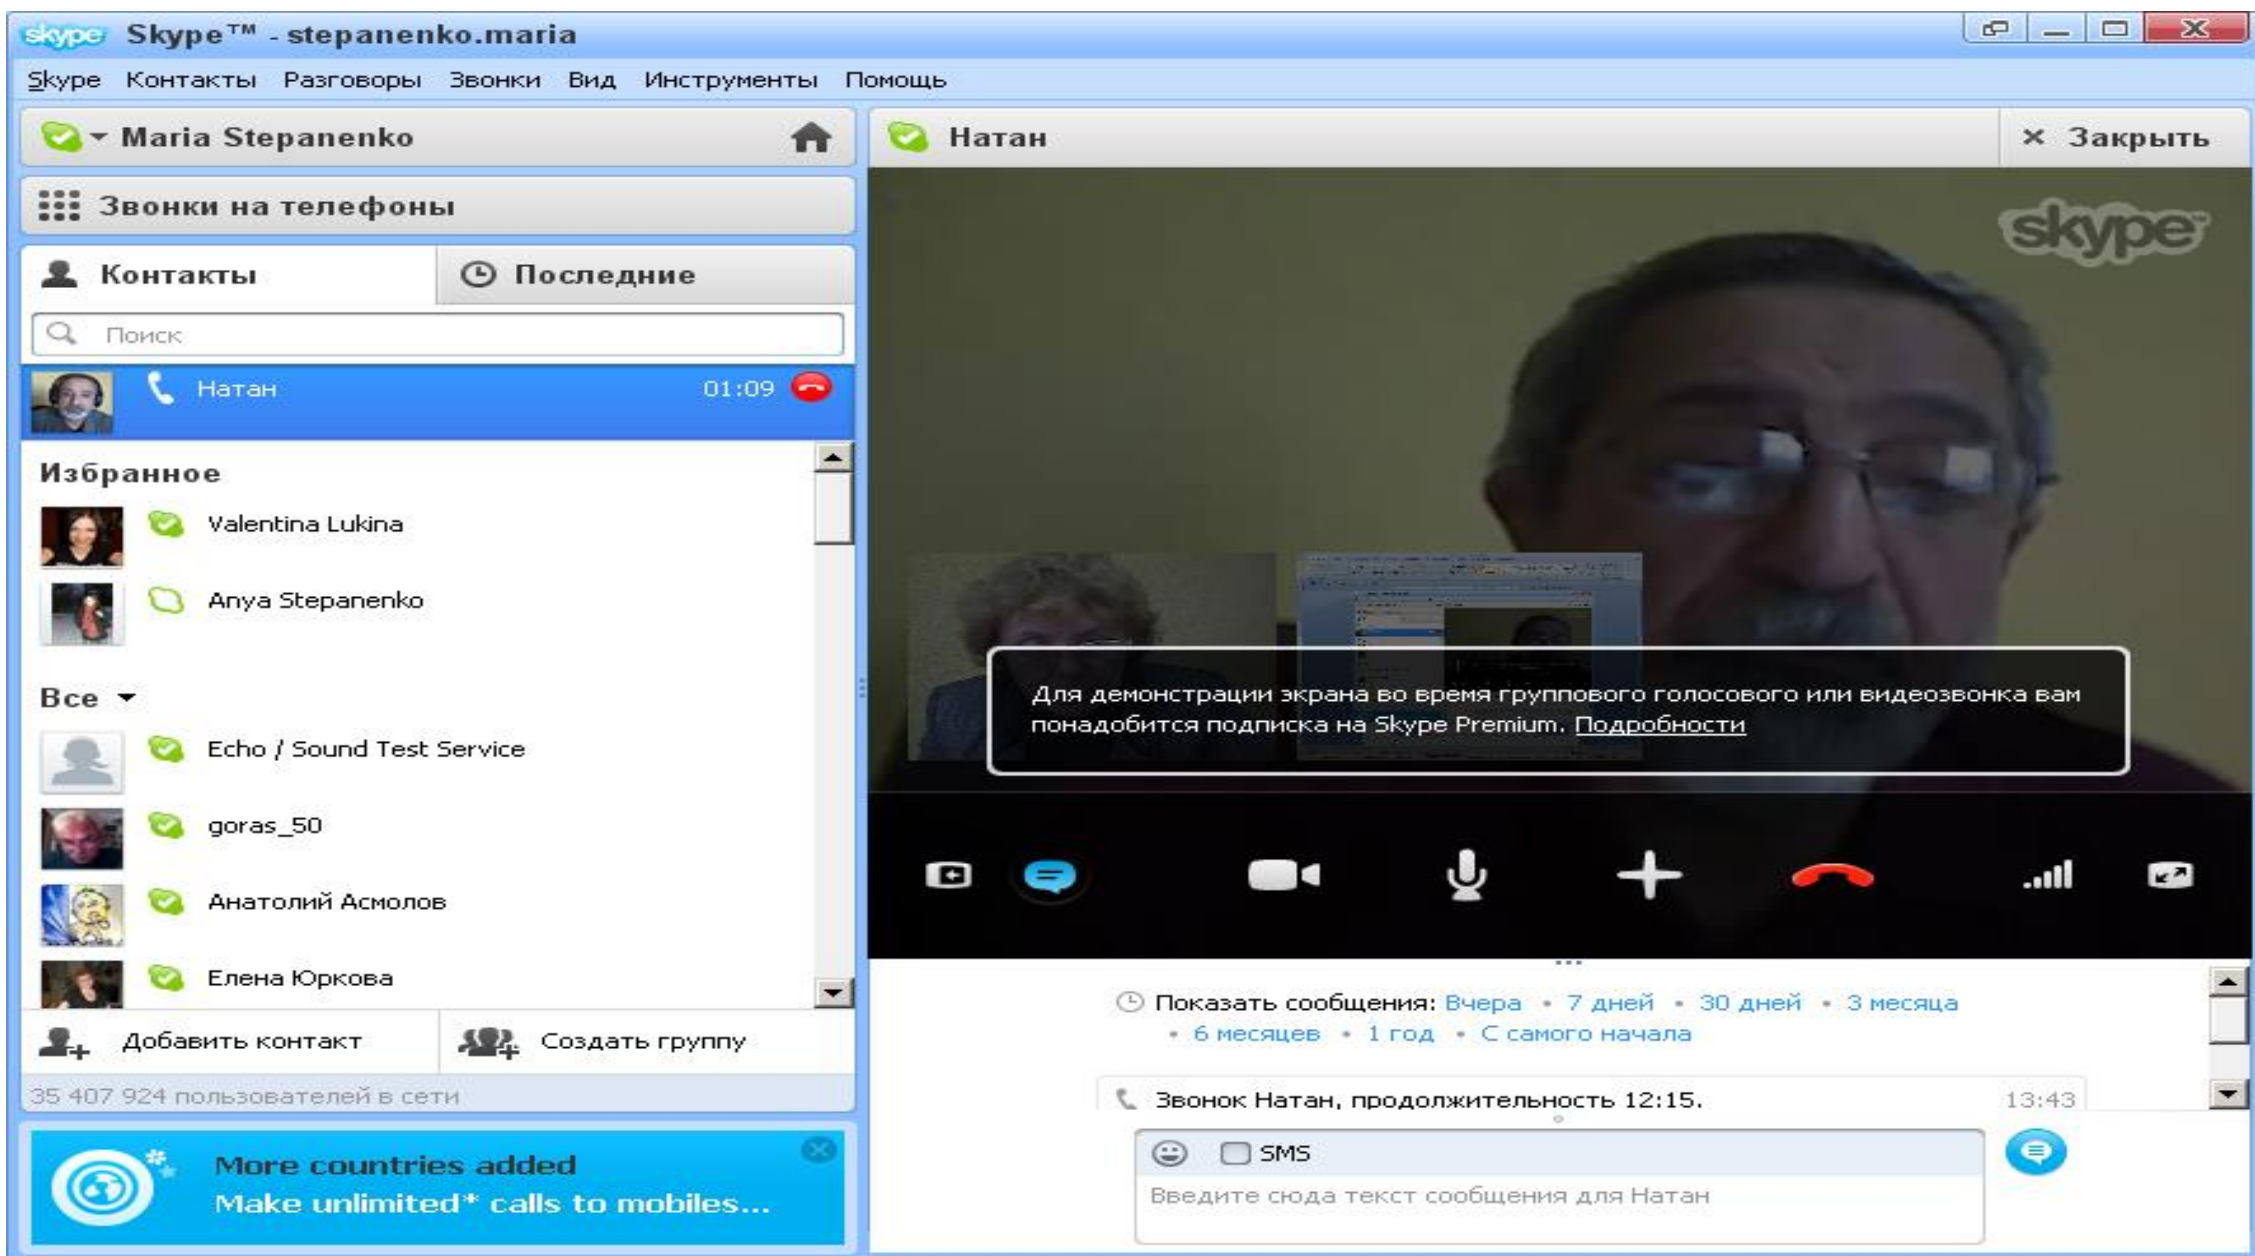 skype Skype™ - stepanenko.maria
Skype Контакты Разговоры Звонки Вид Инструменты Помощь
Maria Stepanenko
Звонки на телефоны
Контакты Последние
Поиск
Натан 01:09
Избранное
Valentina Lukina
Anya Stepanenko
Все
Echo / Sound Test Service
goras_50
Анатолий Асмолов
Елена Юркова
Добавить контакт Создать группу
35 407 924 пользователей в сети
More countries added
Make unlimited* calls to mobiles...
Натан × Закрыть
skype™
Для демонстрации экрана во время группового голосового или видеозвонка вам
понадобится подписка на Skype Premium. Подробности
Показать сообщения: Вчера • 7 дней • 30 дней • 3 месяца
• 6 месяцев • 1 год • С самого начала
Звонок Натан, продолжительность 12:15. 13:43
SMS
Введите сюда текст сообщения для Натан